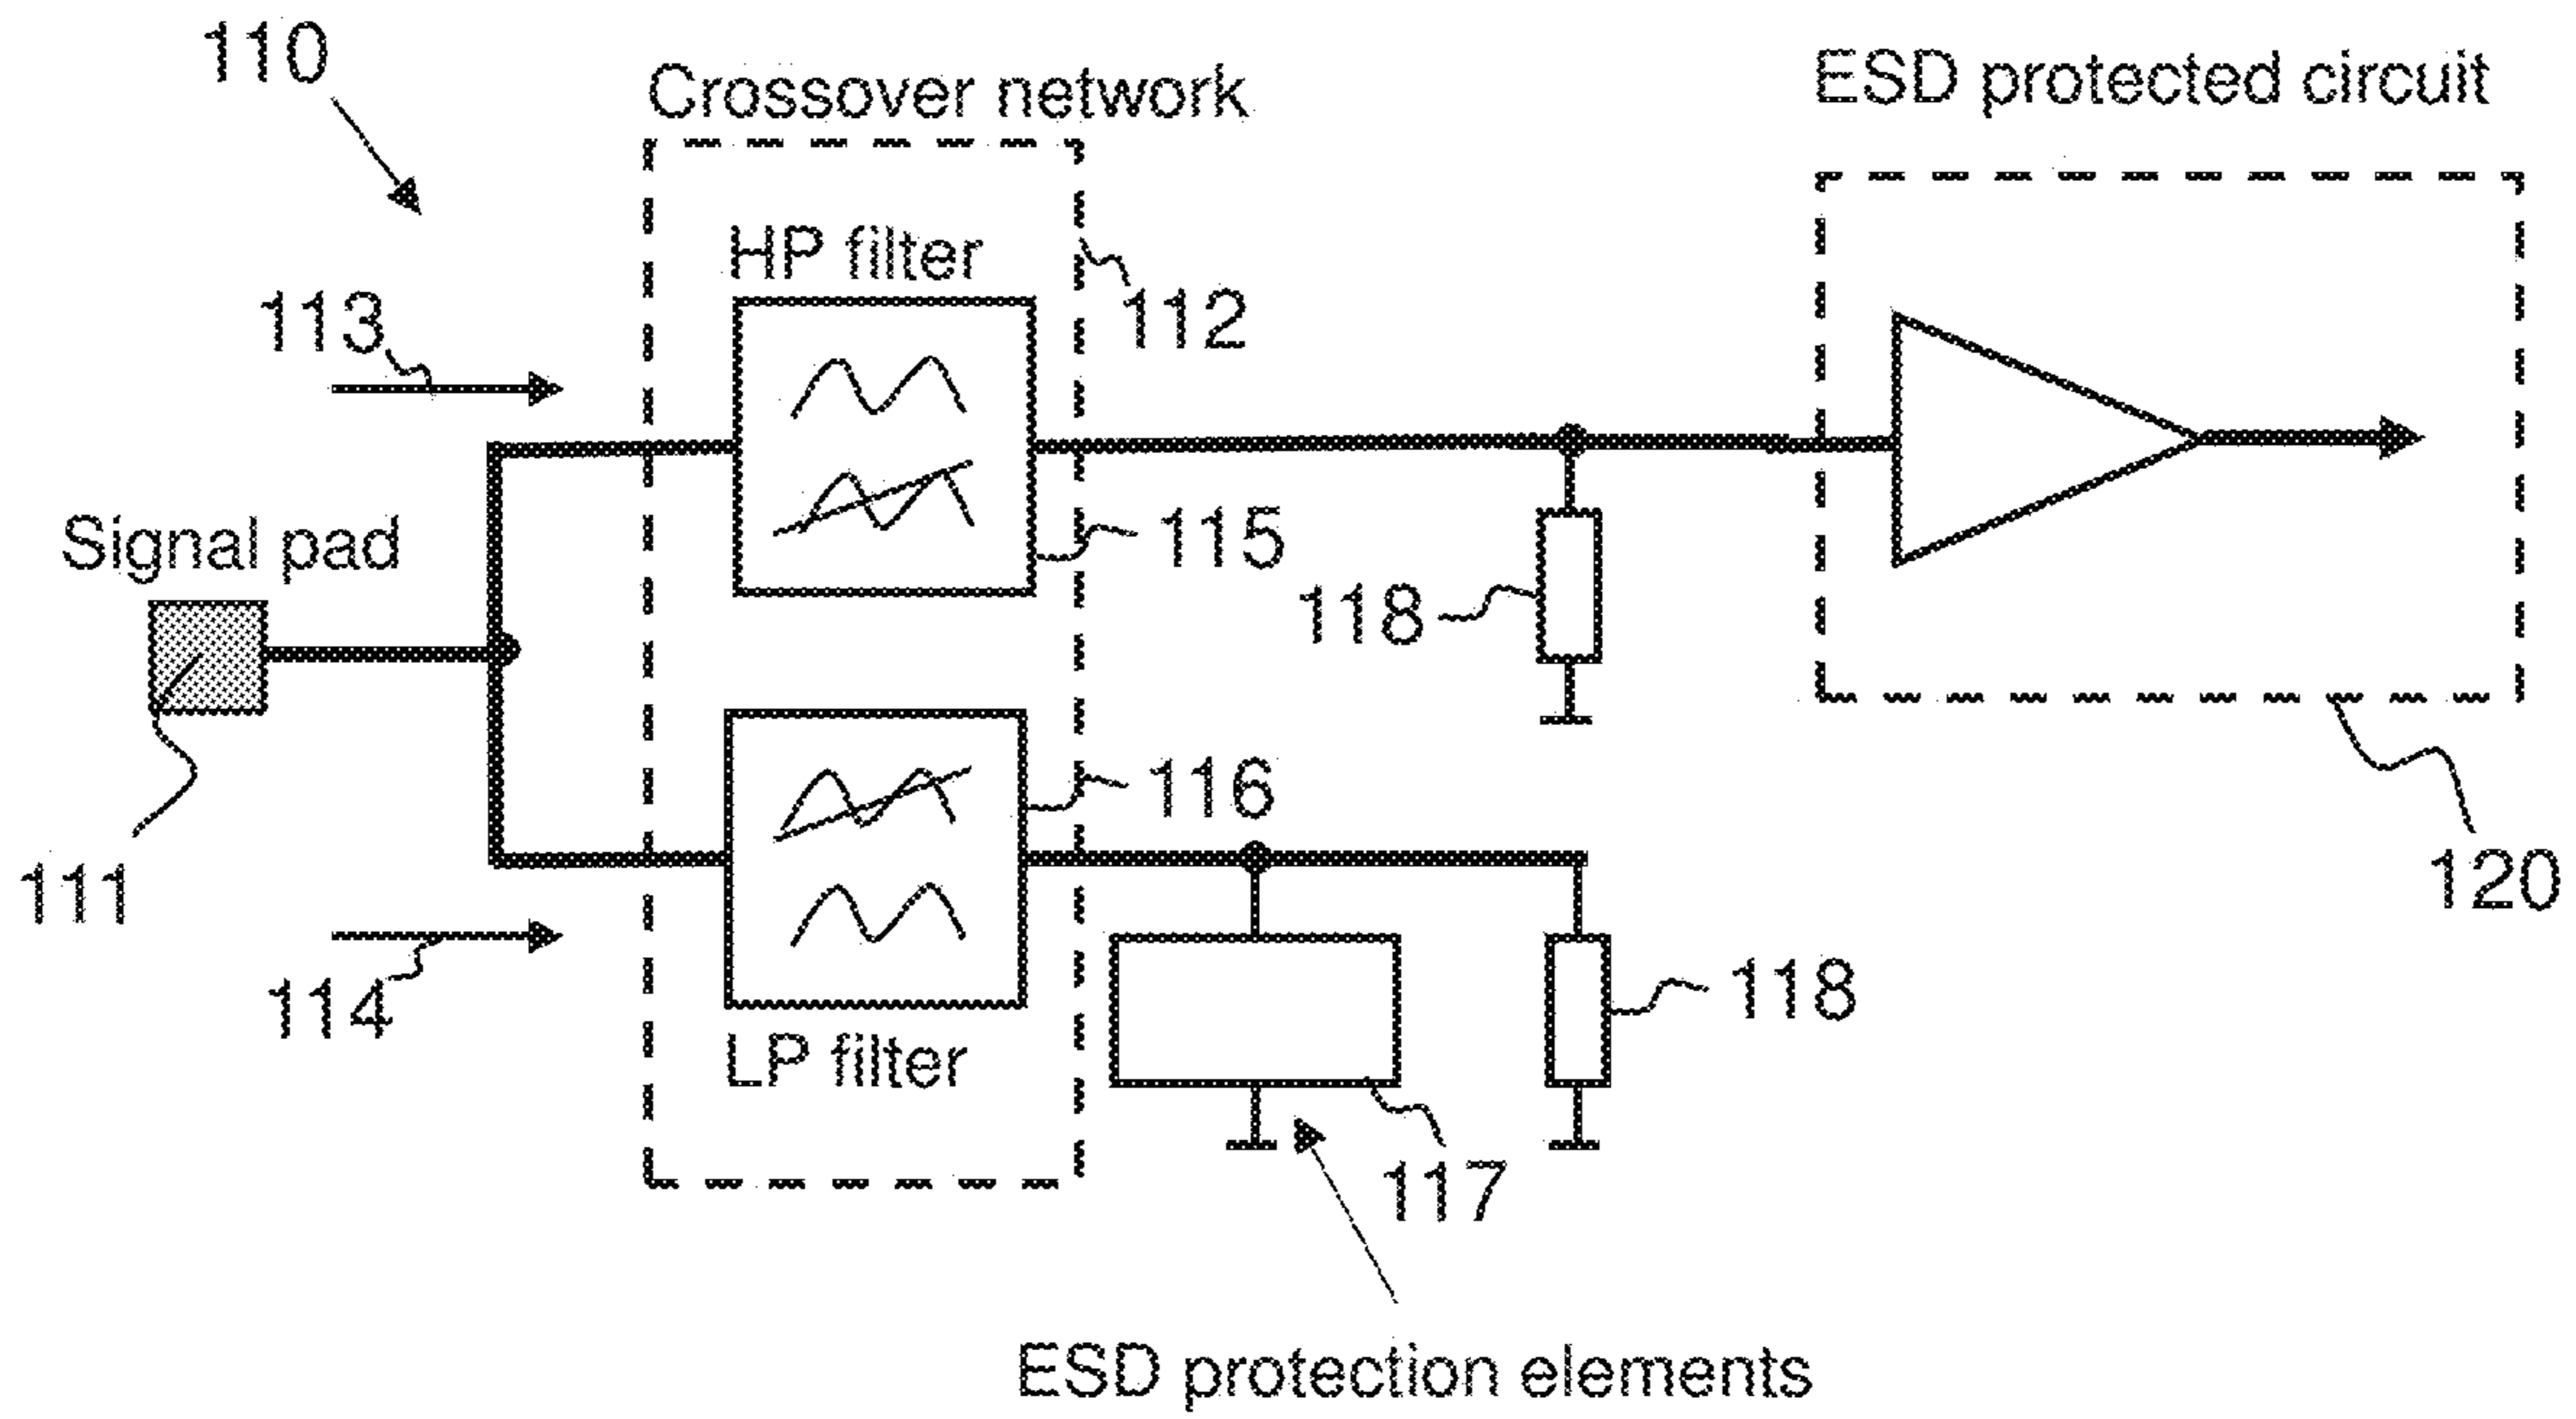 110
Crossover network
ESD protected circuit
HP filter
112
113
115
Signal pad
118
116
111
120
114
118
LP filter
117
ESD protection elements